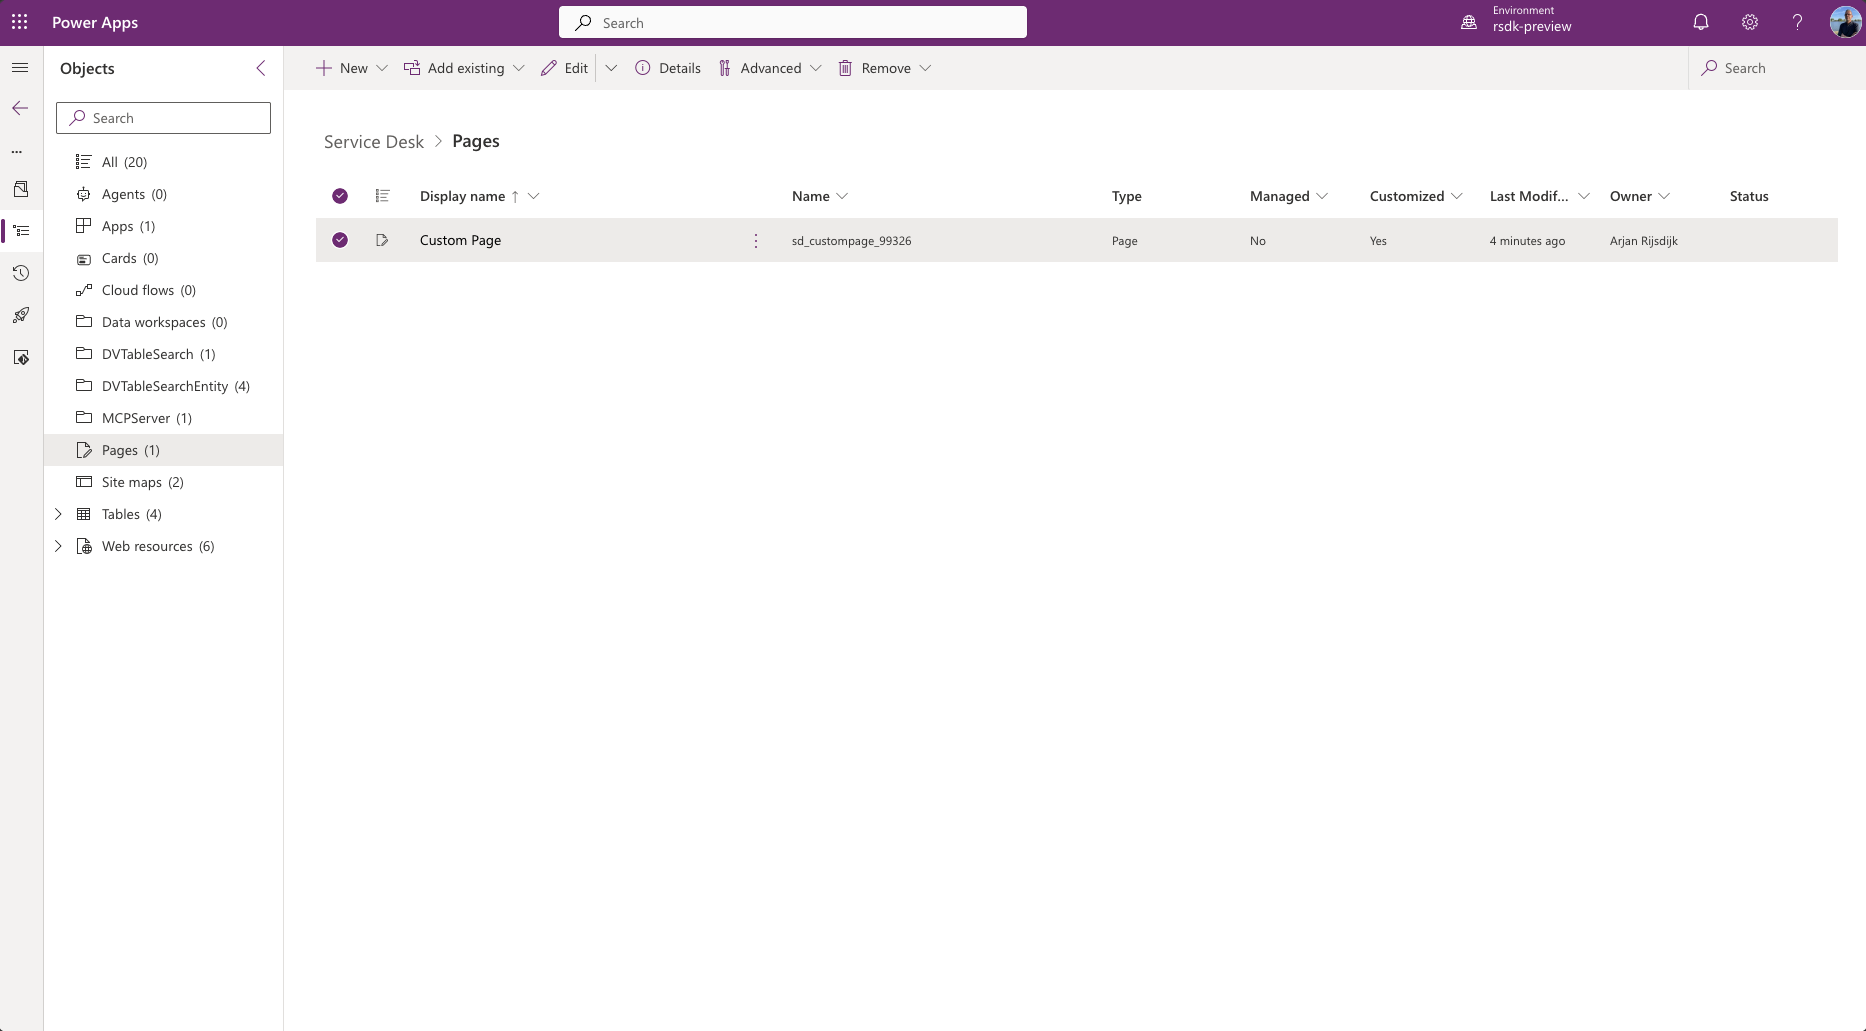 Power Apps
Search
Environment
rsdk-preview
Objects
New
Add existing
Edit
Details
Advanced
Remove
Search
Search
All (20)
Agents (0)
Apps (1)
Cards (0)
Cloud flows (0)
Data workspaces (0)
DVTableSearch (1)
DVTableSearchEntity (4)
MCPServer (1)
Pages (1)
Site maps (2)
Tables (4)
Web resources (6)
Service Desk > Pages
Display name ↑ Name Type Managed Customized Last Modif... Owner Status
Custom Page sd_custompage_99326 Page No Yes 4 minutes ago Arjan Rijsdijk